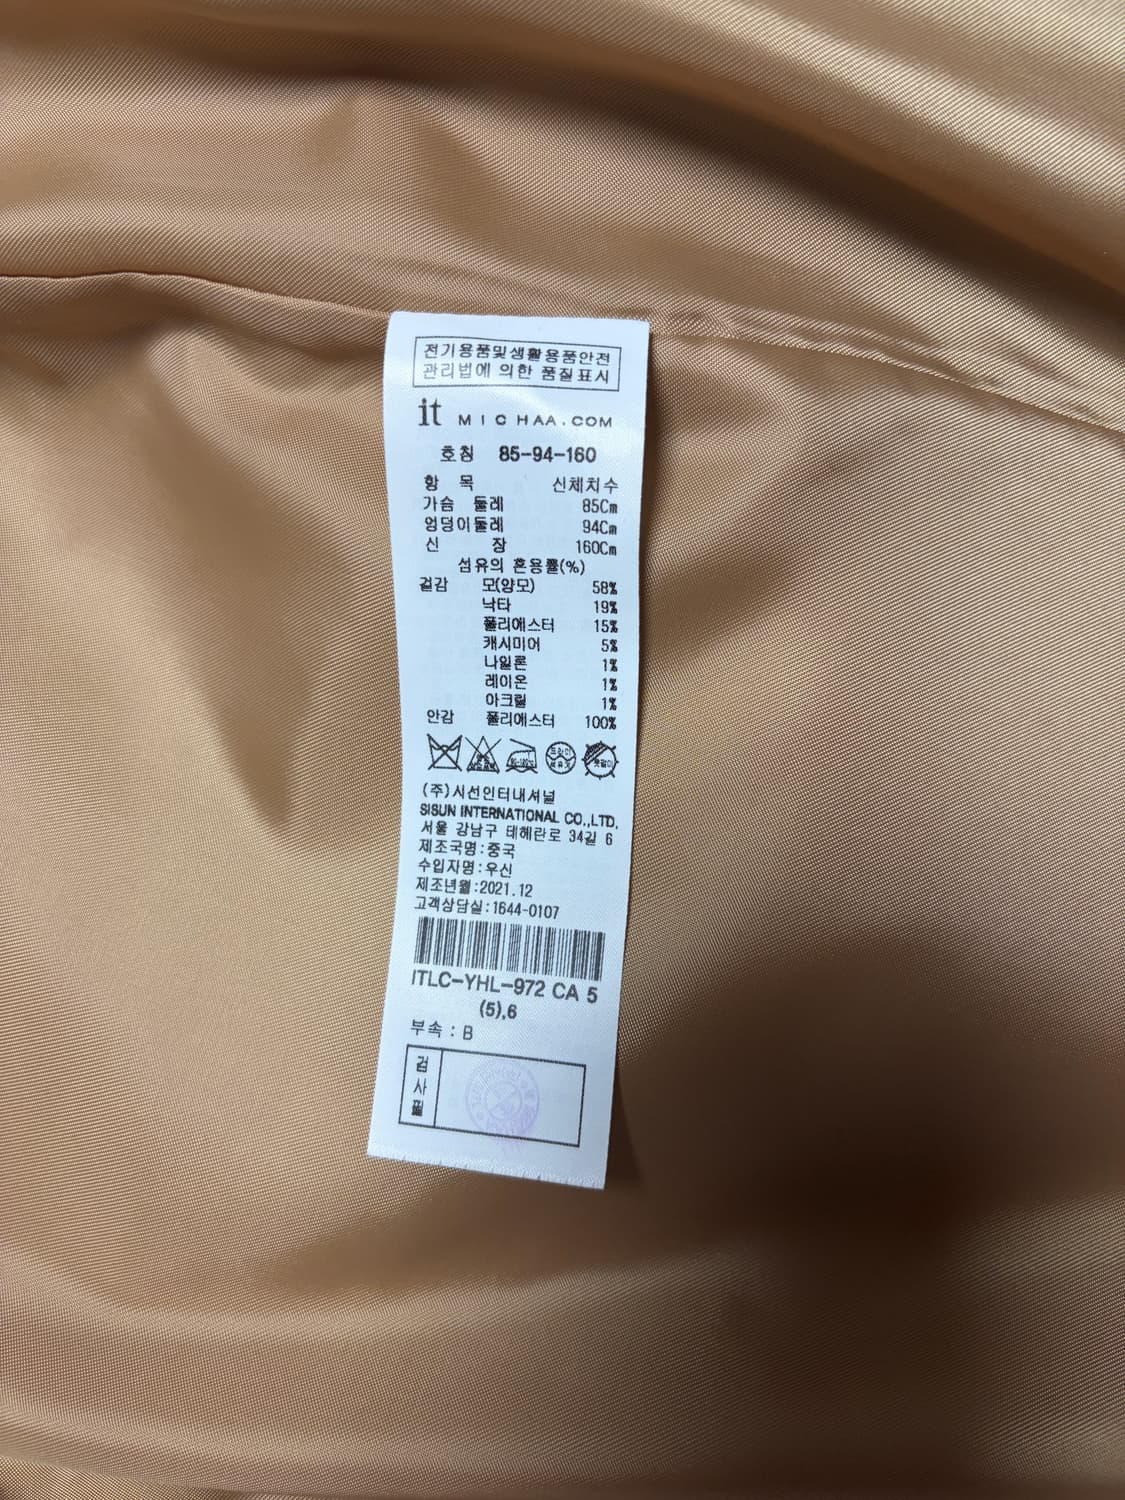 전기용품및생활용품안전
관리법에 의한 품질표시
it MICHAA.COM
호칭 85-94-160
항 목 신체치수
가슴 둘레 85Cm
엉덩이둘레 94Cm
신 장 160Cm
섬유의 혼용률(%)
겉감 모(양모) 58%
낙타 19%
폴리에스터 15%
캐시미어 5%
나일론 1%
레이온 1%
아크릴 1%
안감 폴리에스터 100%
(주)시선인터내셔널
SISUN INTERNATIONAL CO.,LTD.
서울 강남구 테헤란로 34길 6
제조국명:중국
수입자명:우신
제조년월:2021.12
고객상담실:1644-0107
ITLC-YHL-972 CA 5
(5),6
부속 : B
검
사
필